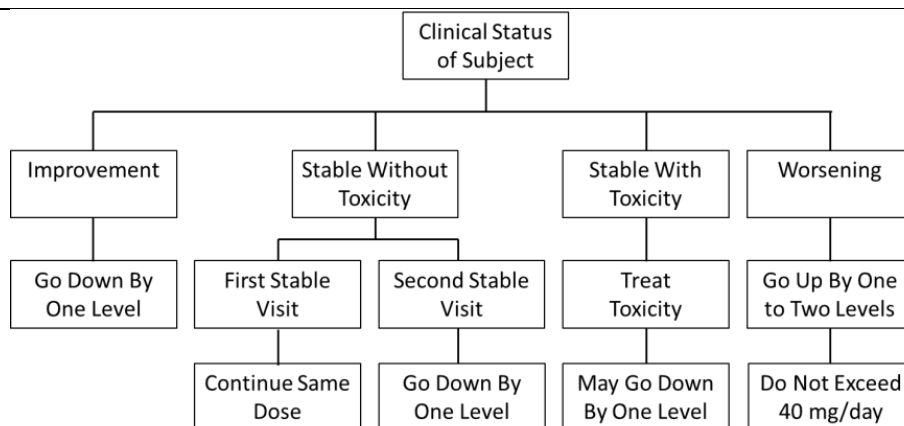 Clinical Status
of Subject
Improvement
Stable Without
Toxicity
Stable With
Toxicity
Worsening
Go Down By
One Level
First Stable
Visit
Second Stable
Visit
Treat
Toxicity
Go Up By One
to Two Levels
Continue Same
Dose
Go Down By
One Level
May Go Down
By One Level
Do Not Exceed
40 mg/day